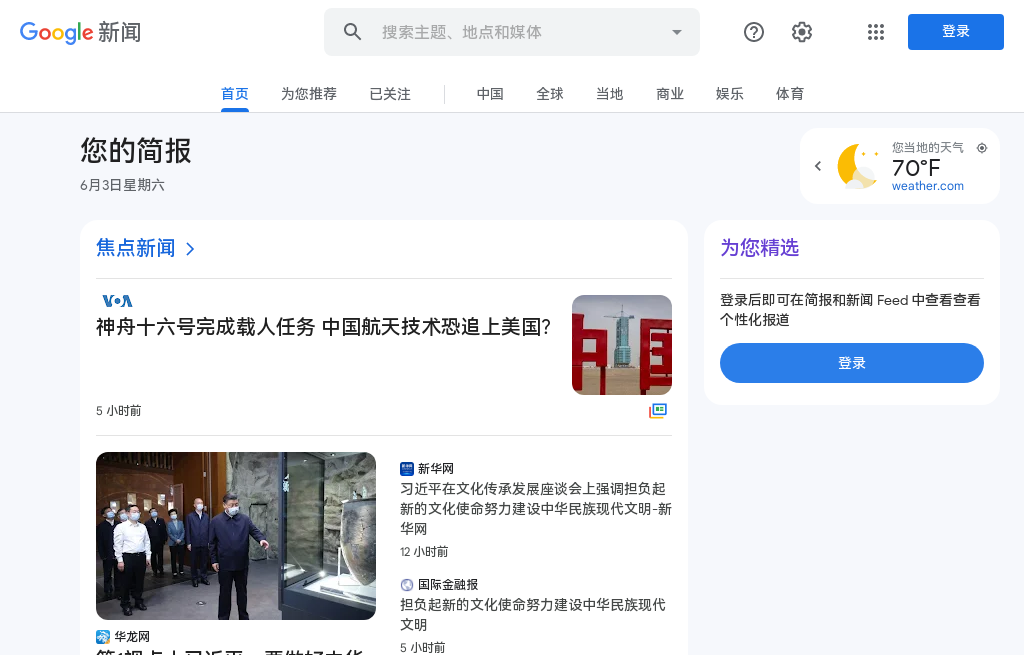 Google 新闻
搜索主题、地点和媒体
登录
首页
为您推荐
已关注
中国
全球
当地
商业
娱乐
体育
您的简报
6月3日星期六
您当地的天气
70°F
weather.com
焦点新闻
VOA
神舟十六号完成载人任务 中国航天技术恐追上美国?
中国
5 小时前
为您精选
登录后即可在简报和新闻 Feed 中查看查看
个性化报道
登录
新华网
习近平在文化传承发展座谈会上强调担负起
新的文化使命努力建设中华民族现代文明-新
华网
12 小时前
国际金融报
担负起新的文化使命努力建设中华民族现代
文明
5 小时前
华龙网